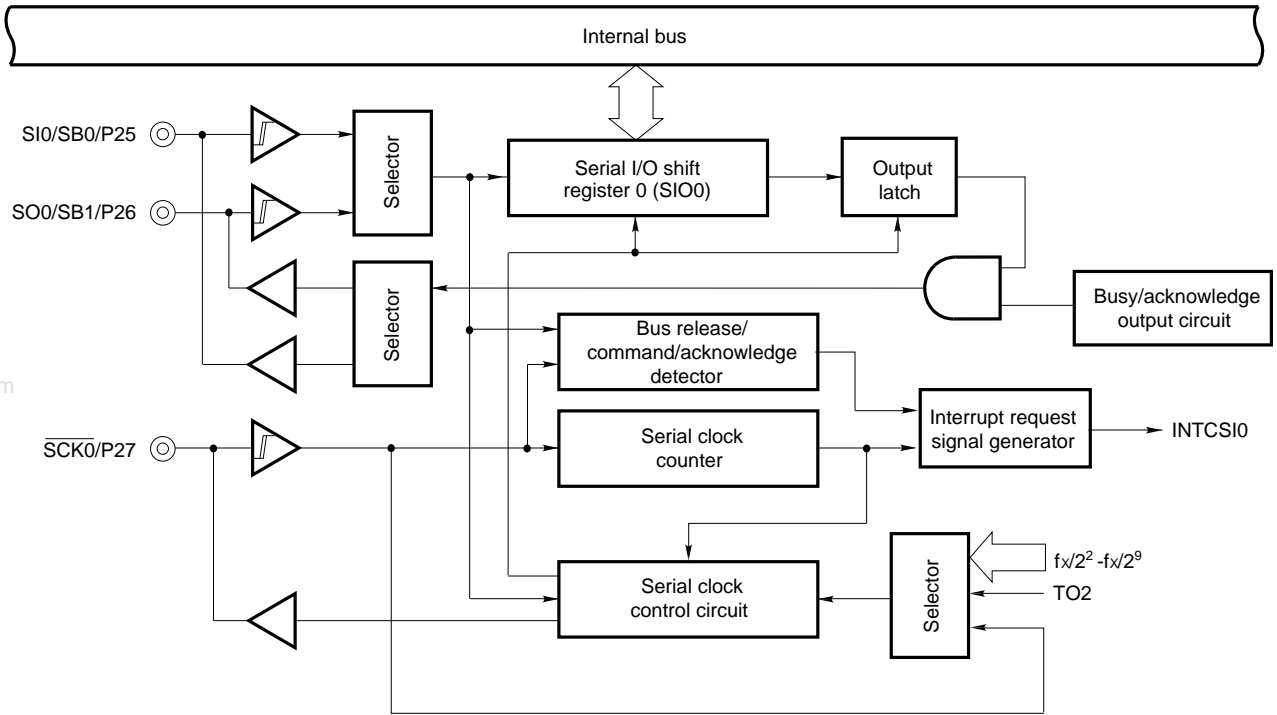 Internal bus
SI0/SB0/P25
Selector
Serial I/O shift
register 0 (SIO0)
Output
latch
SO0/SB1/P26
Selector
Busy/acknowledge
output circuit
Bus release/
command/acknowledge
detector
m
SCK0/P27
Serial clock
counter
Interrupt request
signal generator
INTCSI0
Serial clock
control circuit
Selector
fx/2² -fx/2⁹
TO2